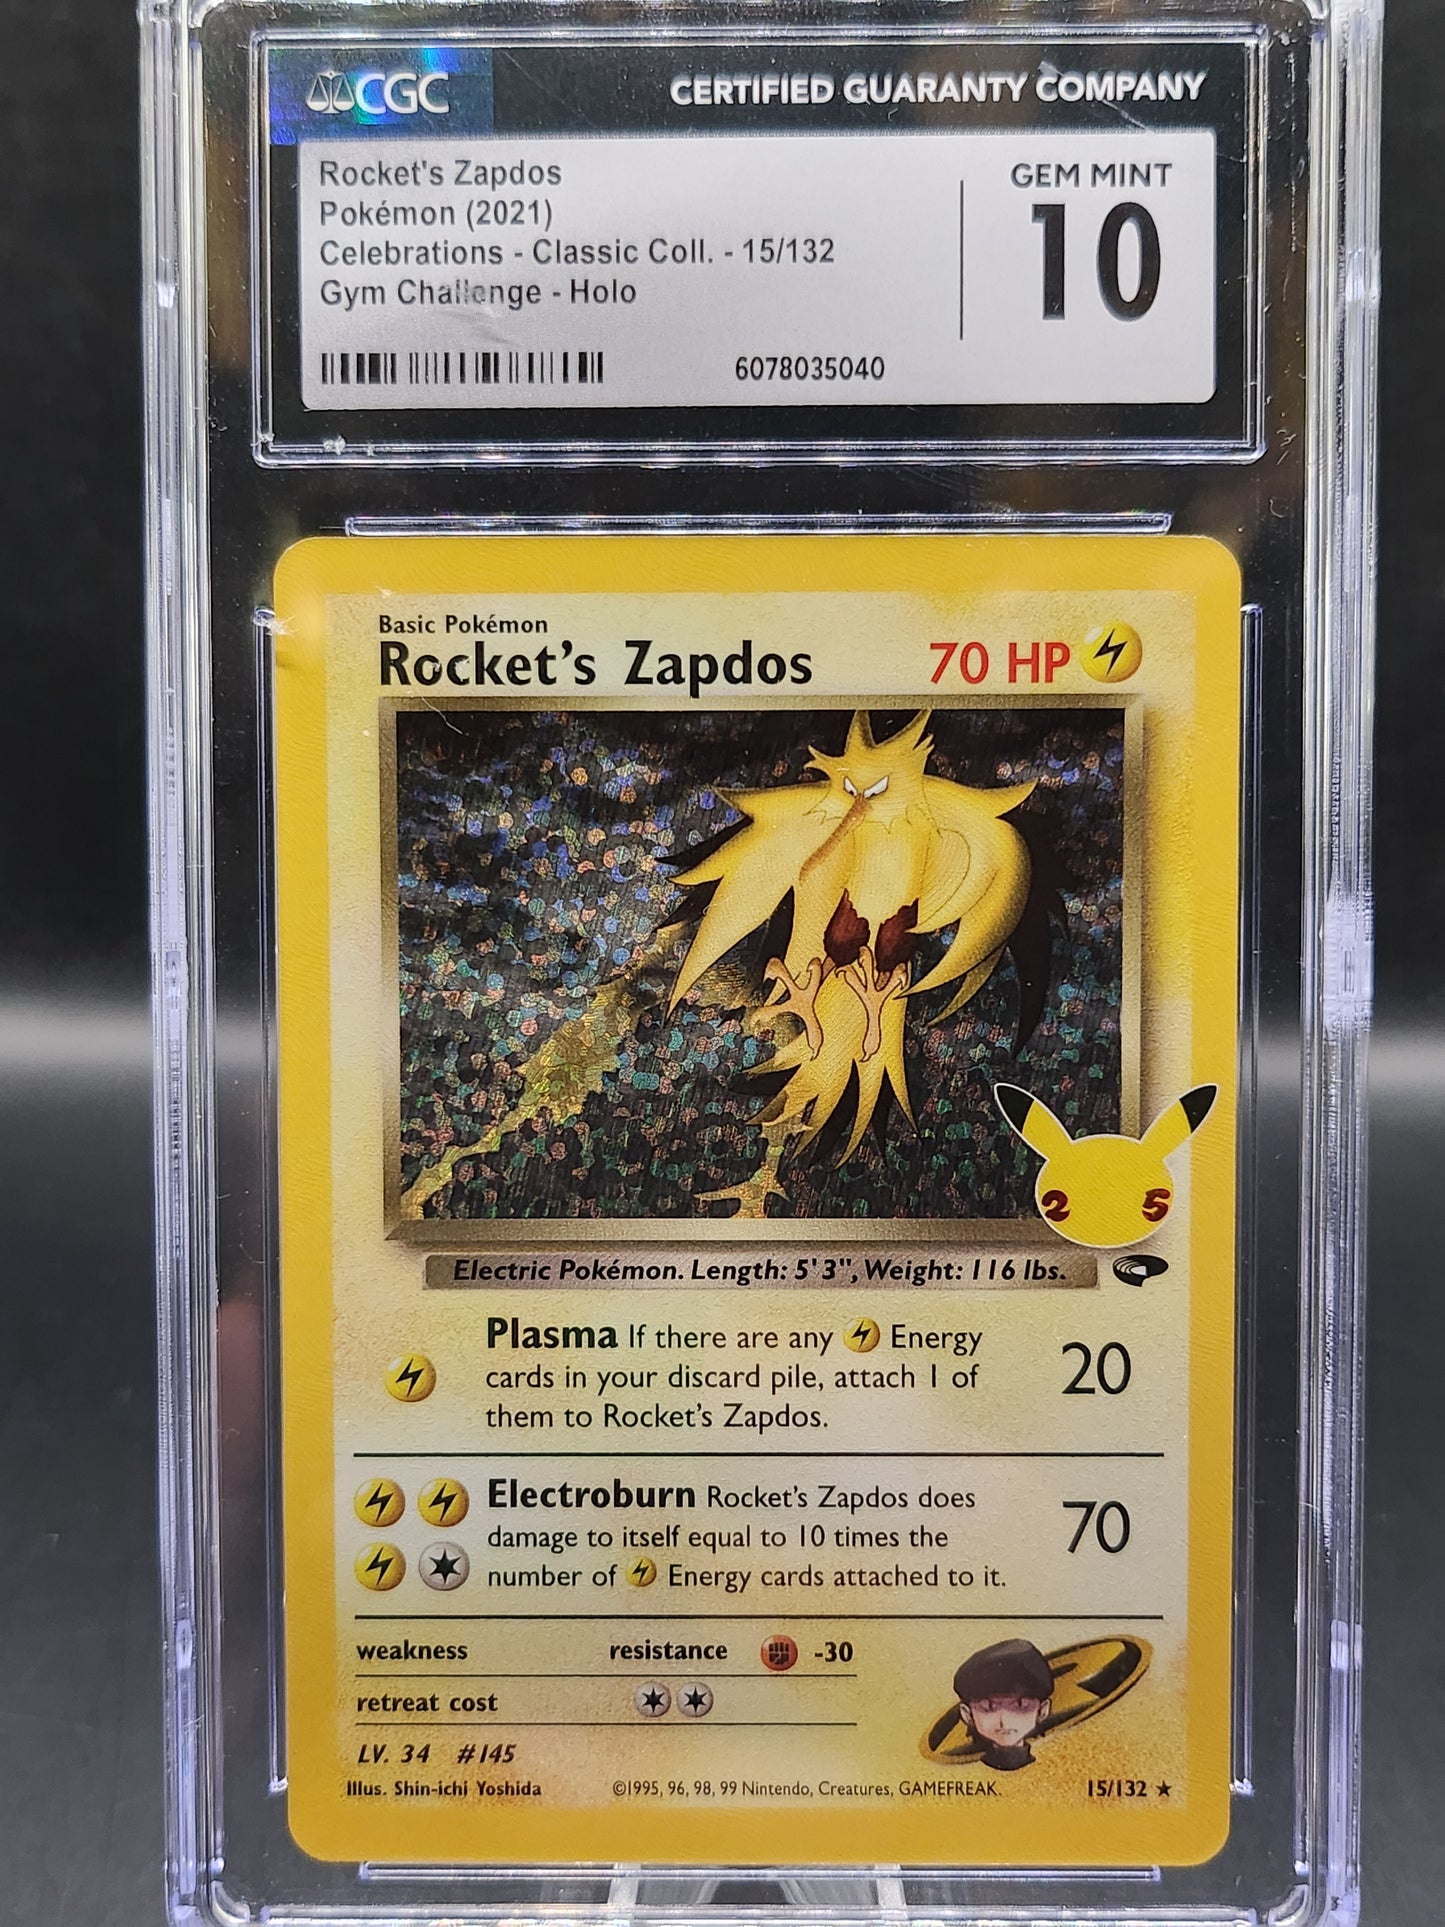 CGC
CERTIFIED GUARANTY COMPANY
Rocket's Zapdos
Pokémon (2021)
Celebrations - Classic Coll. - 15/132
Gym Challenge - Holo
GEM MINT
10
6078035040
Basic Pokémon
Rocket's Zapdos 70 HP
25
Electric Pokémon. Length: 5'3", Weight: 116 lbs.
Plasma If there are any Energy
cards in your discard pile, attach 1 of
them to Rocket's Zapdos.
20
Electroburn Rocket's Zapdos does
damage to itself equal to 10 times the
number of Energy cards attached to it.
70
weakness resistance -30
retreat cost
LV. 34 #145
Illus. Shin-ichi Yoshida ©1995, 96, 98, 99 Nintendo, Creatures, GAMEFREAK. 15/132 ★